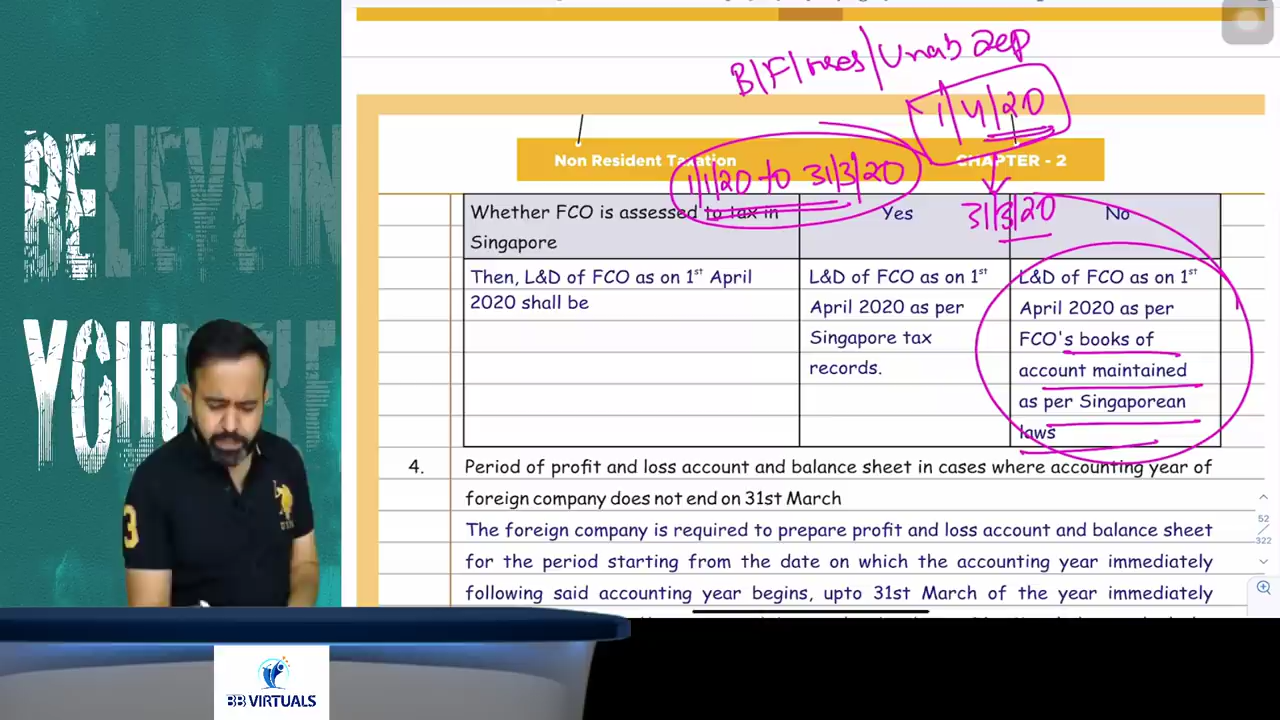 BELIEVE IN
YOURSELF
B/F/ losses/Unab Dep
1/4/20
Non Resident Taxation
CHAPTER - 2
1/1/20 to 31/3/20
31/3/20
Whether FCO is assessed to tax in Singapore
Yes
No
Then, L&D of FCO as on 1st April 2020 shall be
L&D of FCO as on 1st April 2020 as per Singapore tax records.
L&D of FCO as on 1st April 2020 as per FCO's books of account maintained as per Singaporean laws
4. Period of profit and loss account and balance sheet in cases where accounting year of
foreign company does not end on 31st March
The foreign company is required to prepare profit and loss account and balance sheet
for the period starting from the date on which the accounting year immediately
following said accounting year begins, upto 31st March of the year immediately
52
322
3
BB VIRTUALS